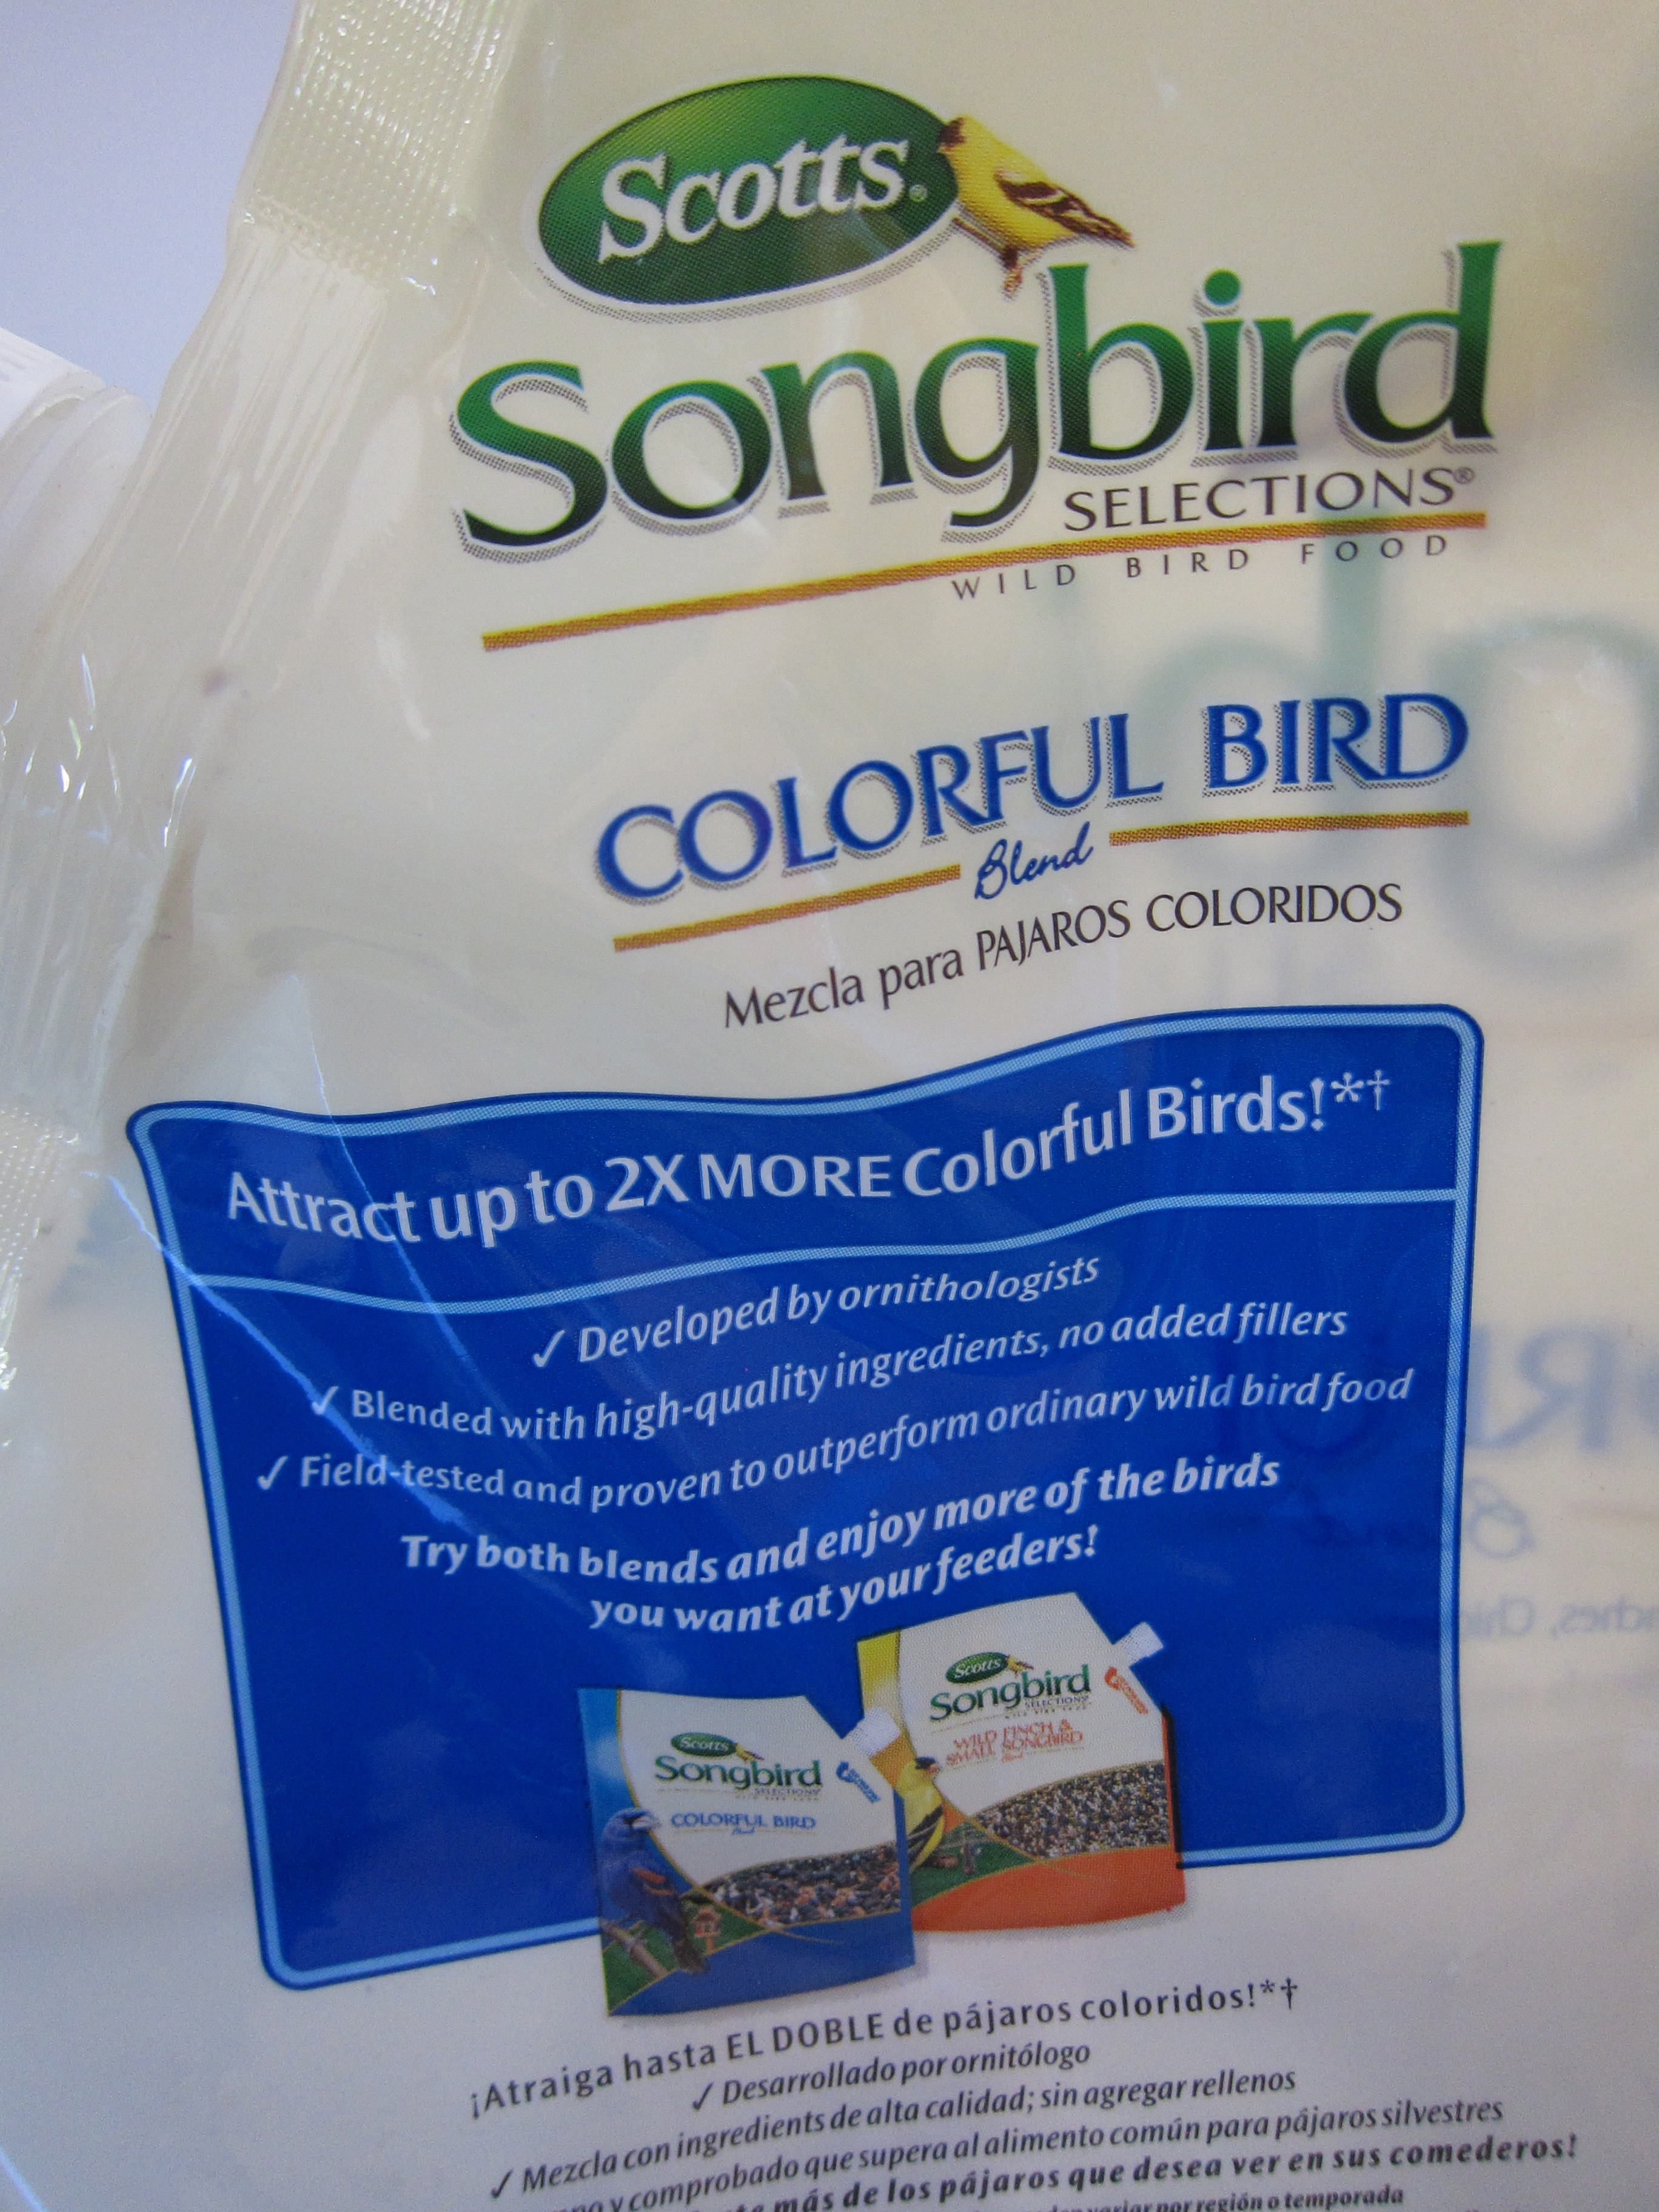 Scotts®
Songbird
SELECTIONS®
WILD BIRD FOOD
COLORFUL BIRD
Blend
Mezcla para PAJAROS COLORIDOS
Attract up to 2X MORE Colorful Birds!*†
✓ Developed by ornithologists
✓ Blended with high-quality ingredients, no added fillers
✓ Field-tested and proven to outperform ordinary wild bird food
Try both blends and enjoy more of the birds
you want at your feeders!
Scotts
Songbird
SELECTIONS
WILD FINCH &
SMALL SONGBIRD
Scotts
Songbird
SELECTIONS
COLORFUL BIRD
¡Atraiga hasta EL DOBLE de pájaros coloridos!*†
✓ Desarrollado por ornitólogo
✓ Mezcla con ingredients de alta calidad; sin agregar rellenos
y comprobado que supera al alimento común para pájaros silvestres
más de los pájaros que desea ver en sus comederos!
variar por región o temporada